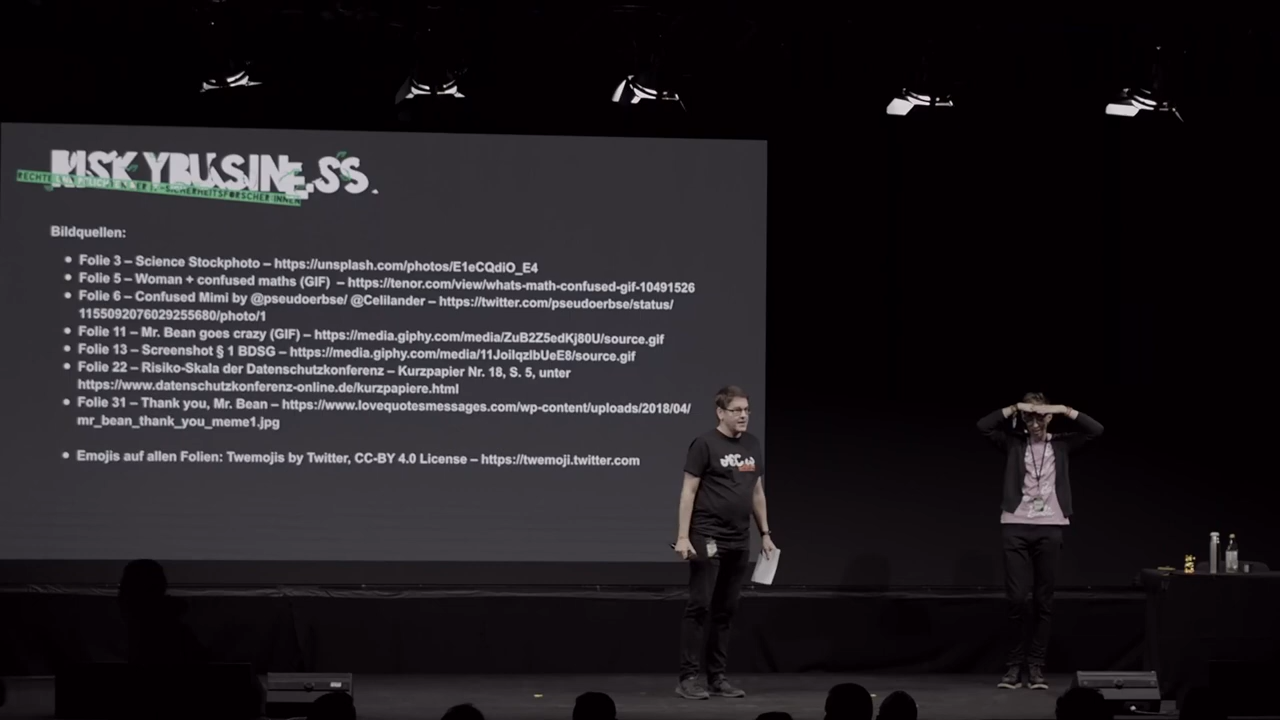 RISKYBUSINESS.
Bildquellen:
• Folie 3 – Science Stockphoto – https://unsplash.com/photos/E1eCQdiO_E4
• Folie 5 – Woman + confused maths (GIF) – https://tenor.com/view/whats-math-confused-gif-10491526
• Folie 6 – Confused Mimi by @pseudoerbse/ @Celilander – https://twitter.com/pseudoerbse/status/
1155092076029255680/photo/1
• Folie 11 – Mr. Bean goes crazy (GIF) – https://media.giphy.com/media/ZuB2Z5edKj80U/source.gif
• Folie 13 – Screenshot § 1 BDSG – https://media.giphy.com/media/11JoilqzlbUeE8/source.gif
• Folie 22 – Risiko-Skala der Datenschutzkonferenz – Kurzpapier Nr. 18, S. 5, unter
https://www.datenschutzkonferenz-online.de/kurzpapiere.html
• Folie 31 – Thank you, Mr. Bean – https://www.lovequotesmessages.com/wp-content/uploads/2018/04/
mr_bean_thank_you_meme1.jpg
• Emojis auf allen Folien: Twemojis by Twitter, CC-BY 4.0 License – https://twemoji.twitter.com